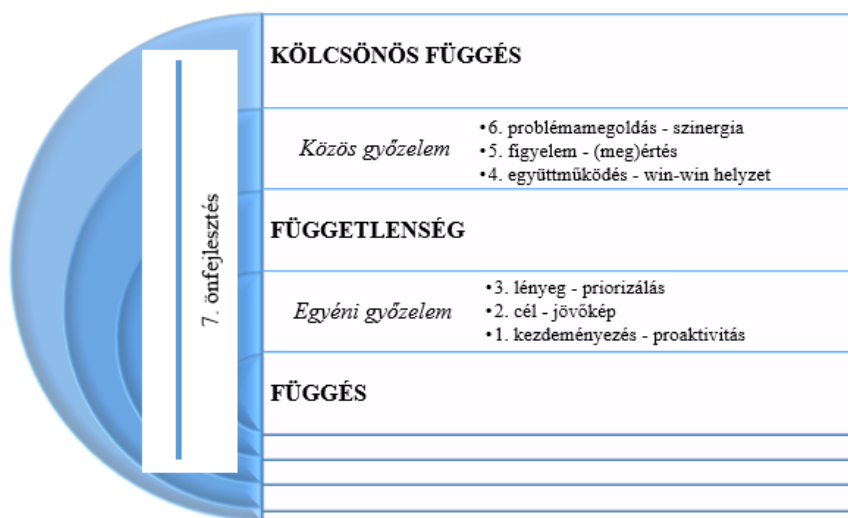 KÖLCSÖNÖS FÜGGÉS
Közös győzelem
•6. problémamegoldás - szinergia
•5. figyelem - (meg)értés
•4. együttműködés - win-win helyzet
FÜGGETLENSÉG
Egyéni győzelem
•3. lényeg - priorizálás
•2. cél - jövőkép
•1. kezdeményezés - proaktivitás
FÜGGÉS
7. önfejlesztés